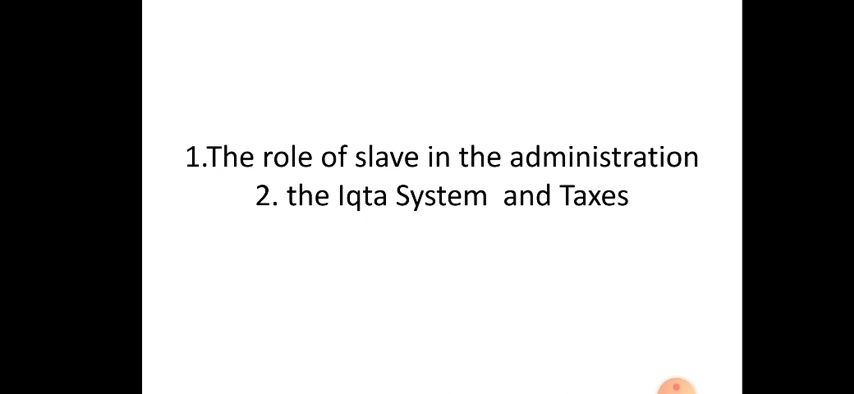 1.The role of slave in the administration
2. the Iqta System  and Taxes